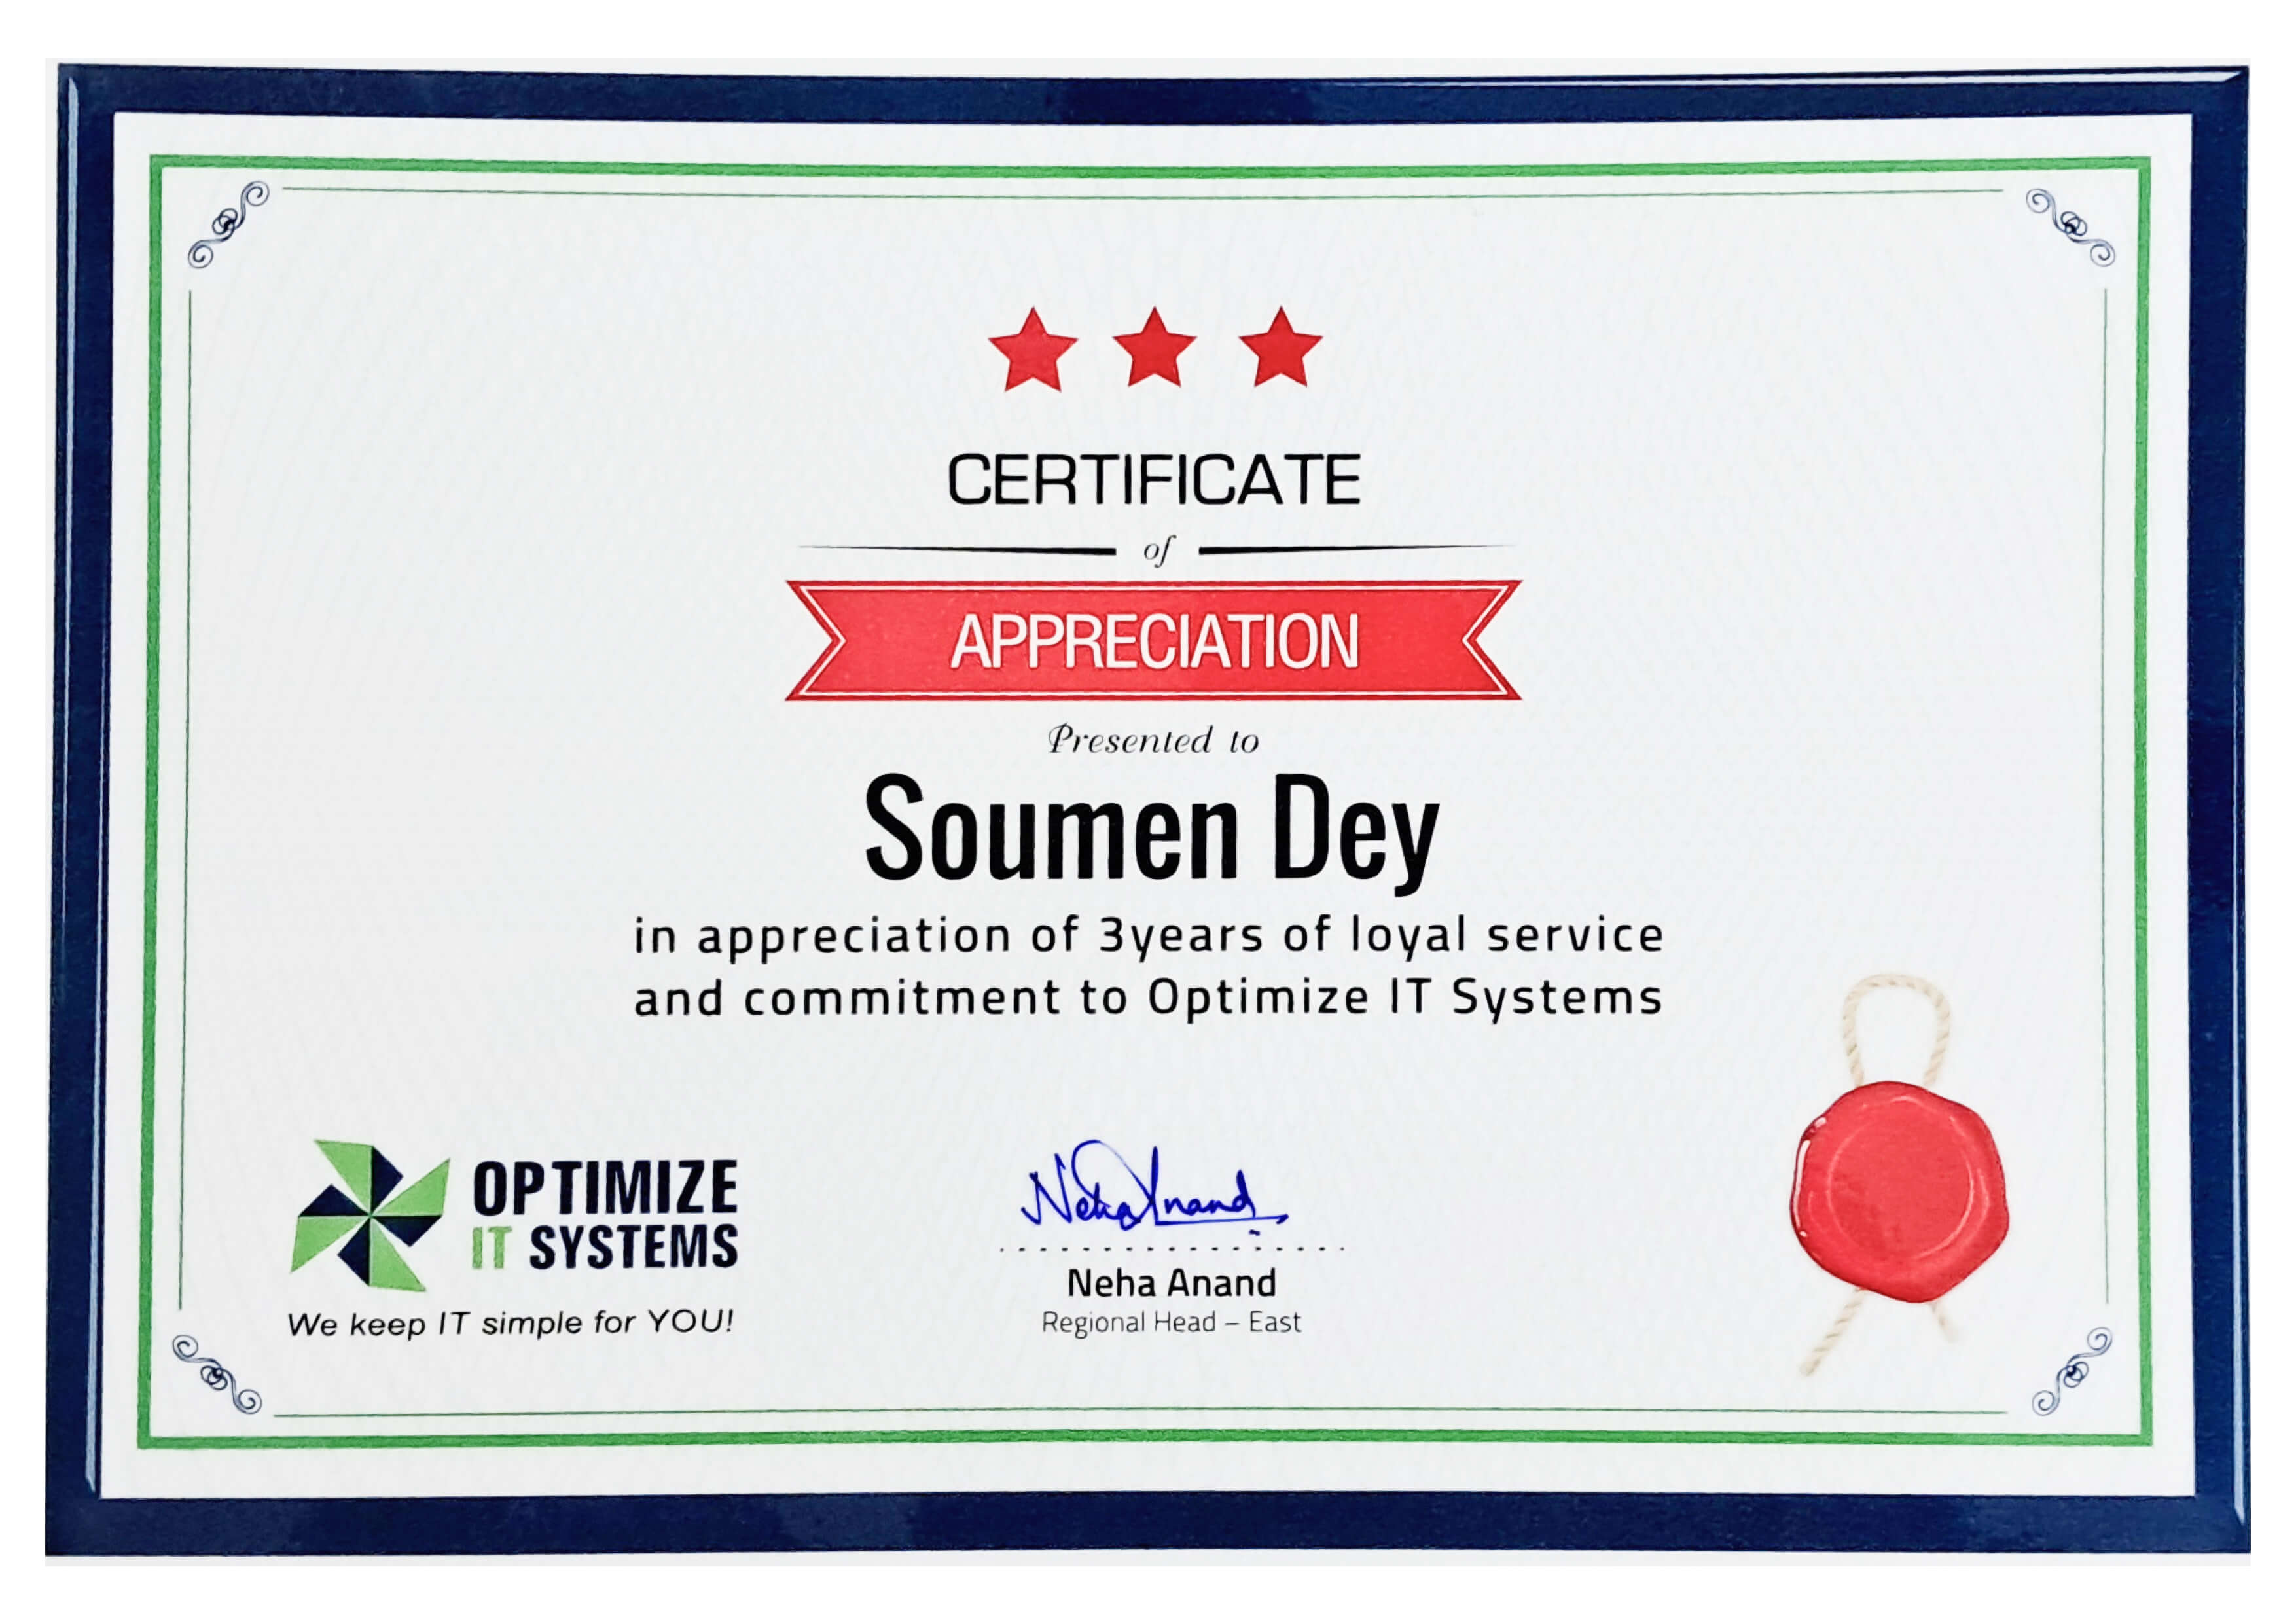 CERTIFICATE
of
APPRECIATION
Presented to
Soumen Dey
in appreciation of 3years of loyal service
and commitment to Optimize IT Systems
OPTIMIZE
IT SYSTEMS
We keep IT simple for YOU!
Neha Anand
Neha Anand
Regional Head – East